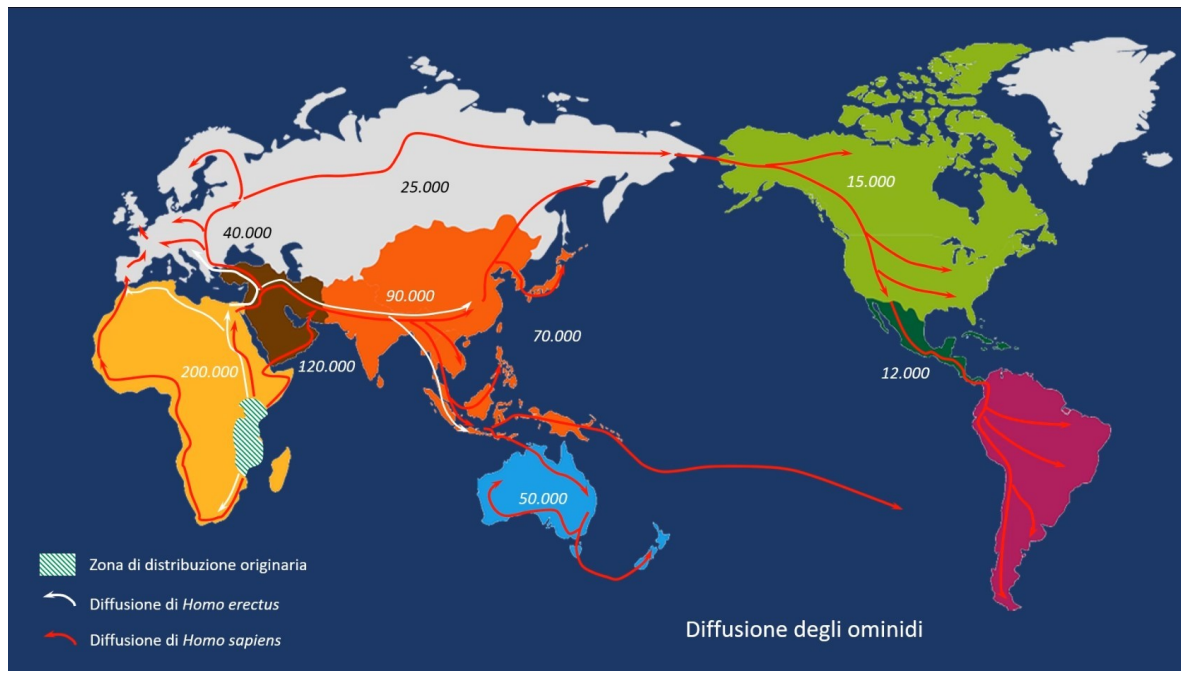 25.000
15.000
40.000
90.000
70.000
200.000
120.000
12.000
50.000
Zona di distribuzione originaria
Diffusione di Homo erectus
Diffusione di Homo sapiens
Diffusione degli ominidi